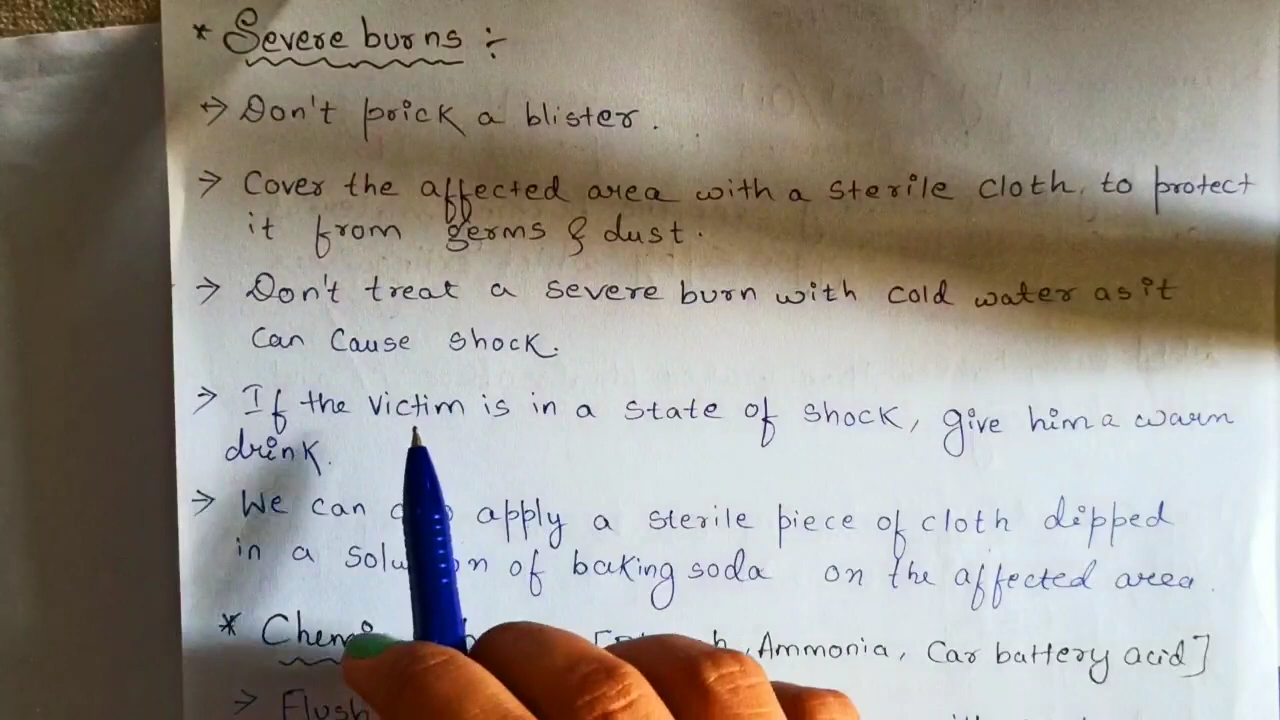 * Severe burns :-
→ Don't prick a blister.
→ Cover the affected area with a sterile cloth, to protect
it from germs & dust.
→ Don't treat a severe burn with cold water as it
can cause shock.
→ If the victim is in a state of shock, give him a warm
drink.
→ We can apply a sterile piece of cloth dipped
in a solution of baking soda on the affected area.
* , Ammonia, Car battery acid]
→ Flush